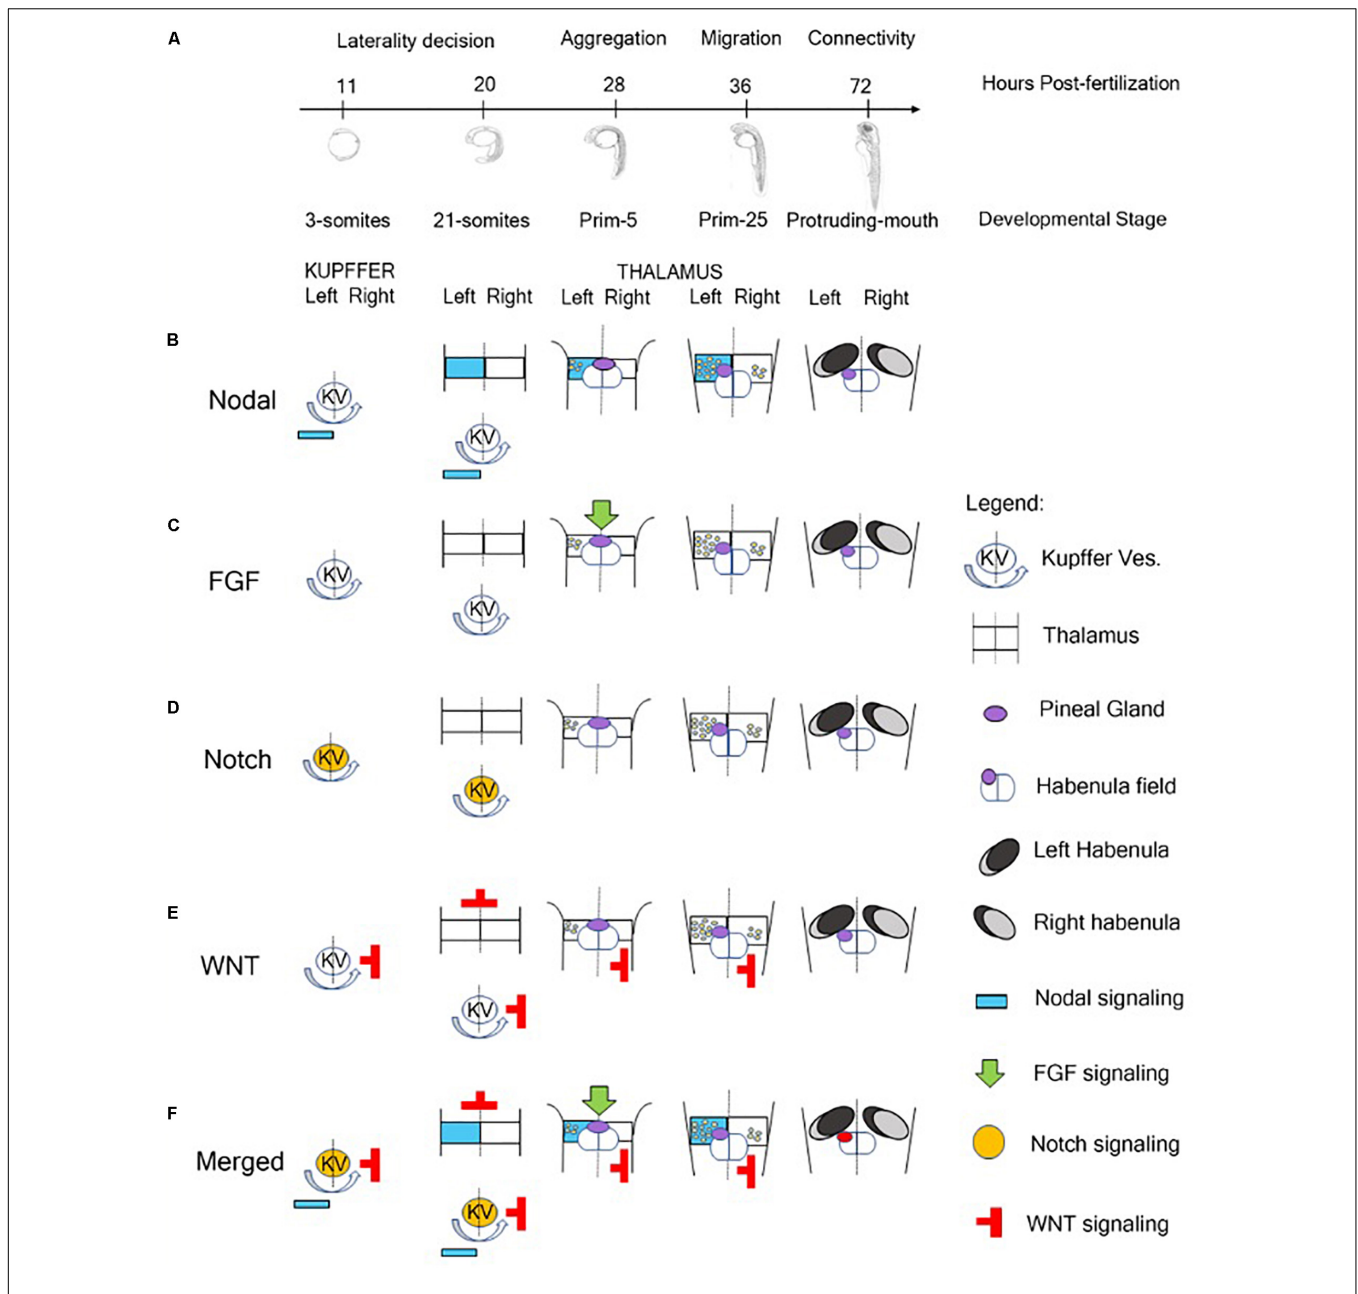 A
Laterality decision Aggregation Migration Connectivity
11 20 28 36 72 Hours Post-fertilization
3-somites 21-somites Prim-5 Prim-25 Protruding-mouth Developmental Stage
KUPFFER THALAMUS
Left Right Left Right Left Right Left Right Left Right
B
Nodal KV
KV
C
FGF KV
KV
D
Notch KV
KV
E
WNT KV
KV
F
Merged KV
KV
Legend:
KV Kupffer Ves.
Thalamus
Pineal Gland
Habenula field
Left Habenula
Right habenula
Nodal signaling
FGF signaling
Notch signaling
WNT signaling